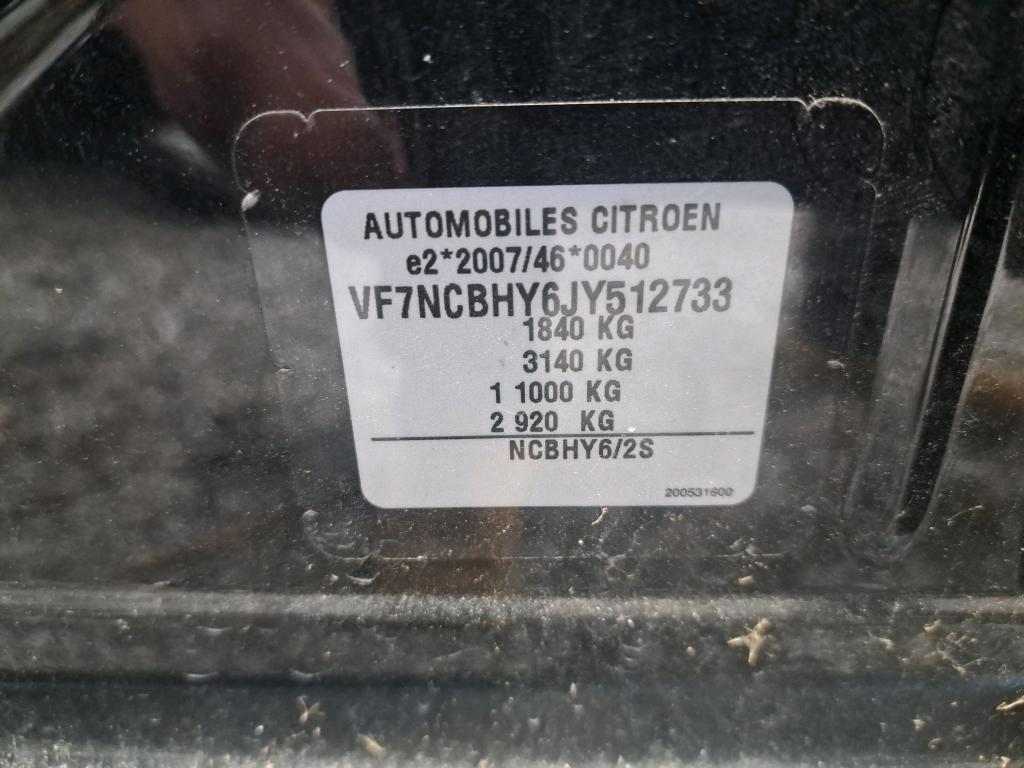 AUTOMOBILES CITROEN
e2*2007/46*0040
VF7NCBHY6JY512733
1840 KG
3140 KG
1 1000 KG
2 920 KG
NCBHY6/2S
200531600